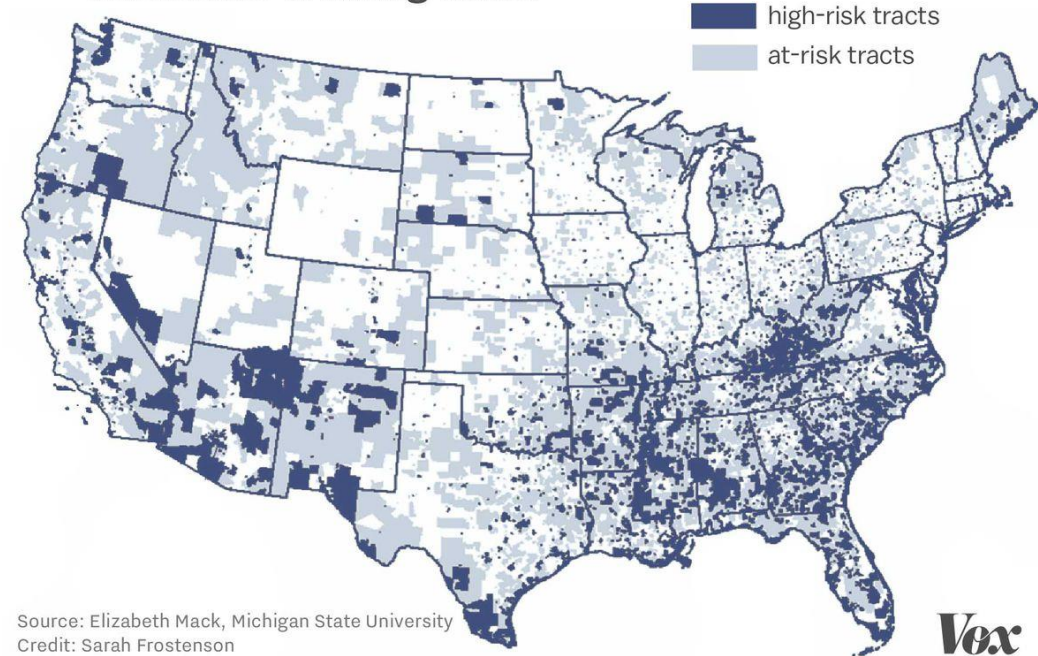 high-risk tracts
at-risk tracts
Source: Elizabeth Mack, Michigan State University
Credit: Sarah Frostenson
Vox